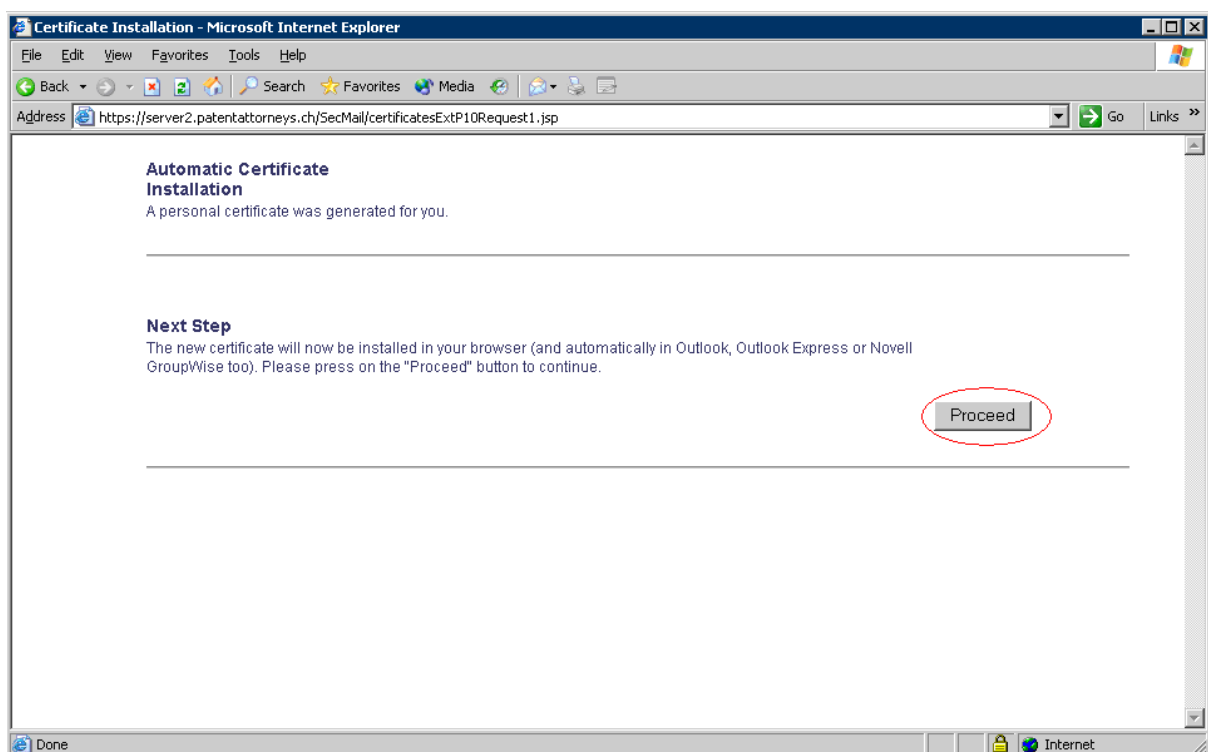 Certificate Installation - Microsoft Internet Explorer
File Edit View Favorites Tools Help
Back Search Favorites Media
Address https://server2.patentattorneys.ch/SecMail/certificatesExtP10Request1.jsp Go Links »
Automatic Certificate
Installation
A personal certificate was generated for you.
Next Step
The new certificate will now be installed in your browser (and automatically in Outlook, Outlook Express or Novell
GroupWise too). Please press on the "Proceed" button to continue.
Proceed
Done Internet